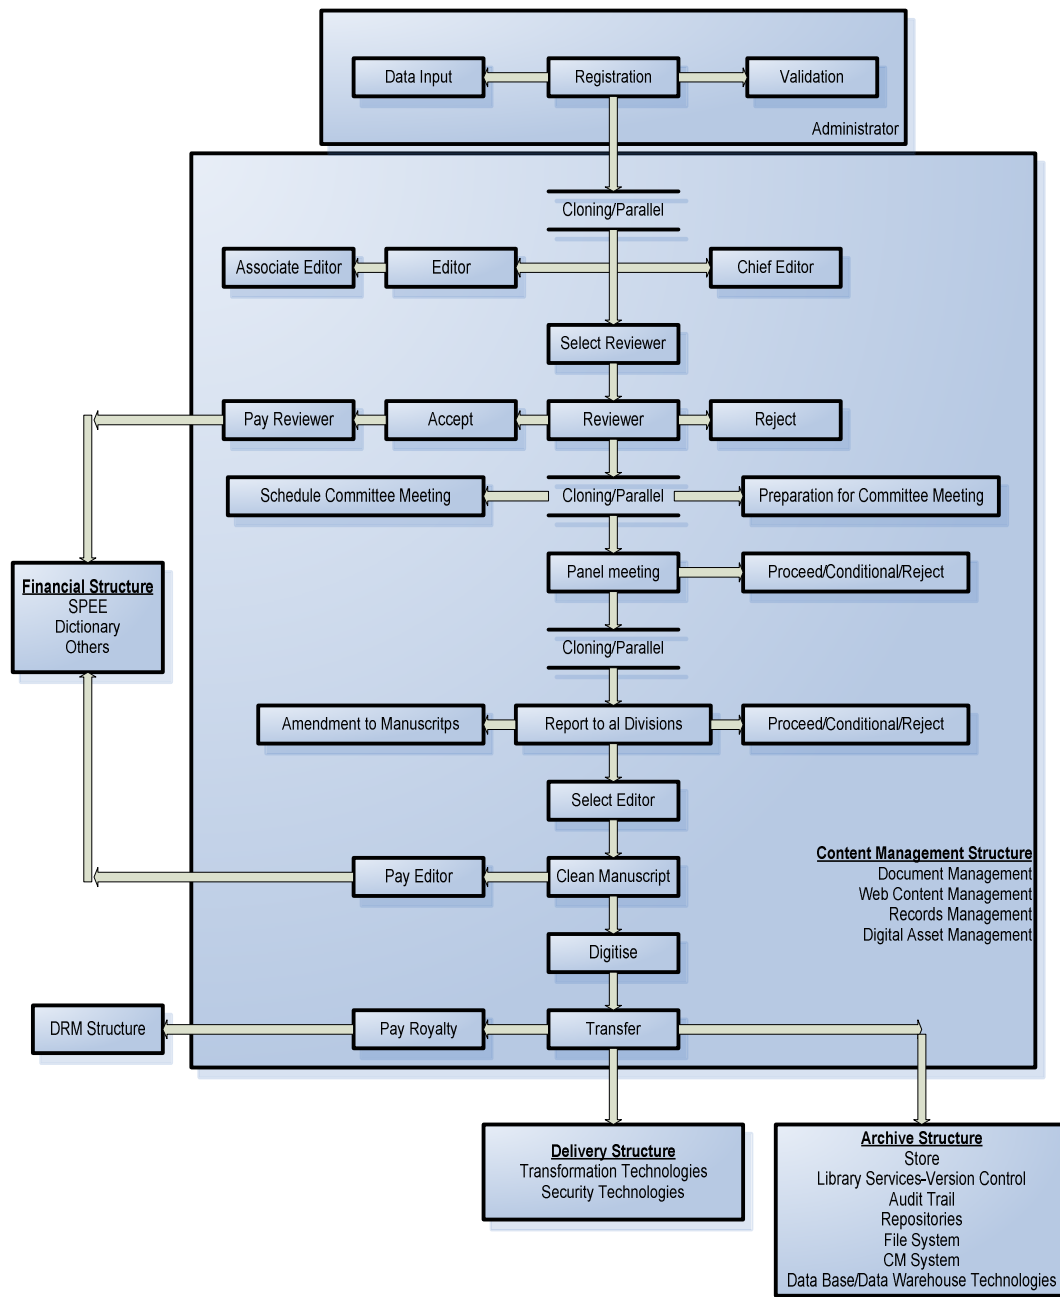 Data Input
Registration
Validation
Administrator
Cloning/Parallel
Associate Editor
Editor
Chief Editor
Select Reviewer
Pay Reviewer
Accept
Reviewer
Reject
Schedule Committee Meeting
Cloning/Parallel
Preparation for Committee Meeting
Panel meeting
Proceed/Conditional/Reject
Financial Structure
SPEE
Dictionary
Others
Cloning/Parallel
Amendment to Manuscritps
Report to al Divisions
Proceed/Conditional/Reject
Select Editor
Content Management Structure
Document Management
Web Content Management
Records Management
Digital Asset Management
Pay Editor
Clean Manuscript
Digitise
DRM Structure
Pay Royalty
Transfer
Delivery Structure
Transformation Technologies
Security Technologies
Archive Structure
Store
Library Services-Version Control
Audit Trail
Repositories
File System
CM System
Data Base/Data Warehouse Technologies